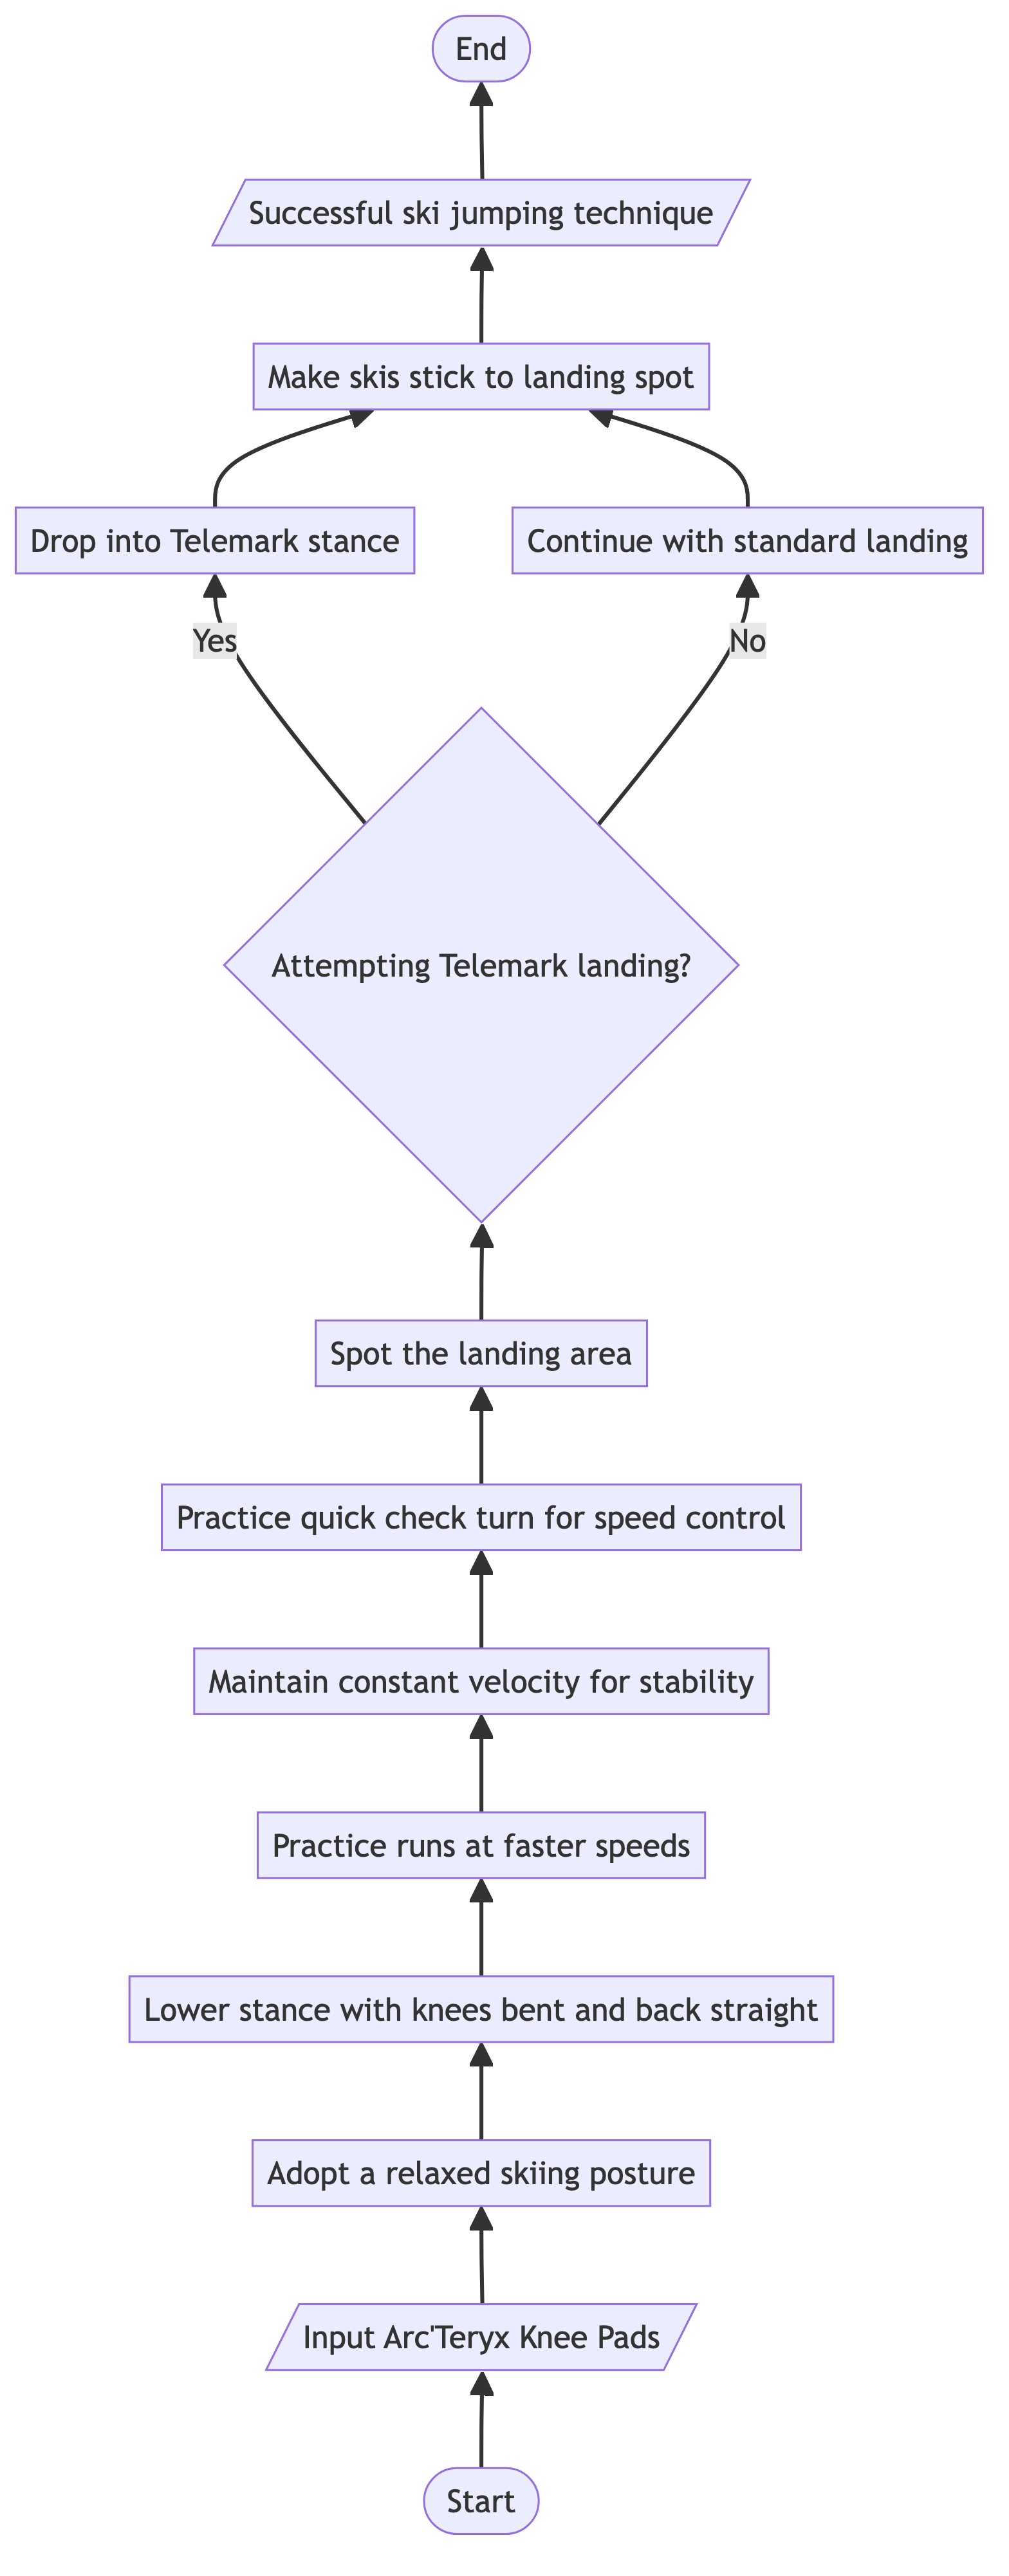 End
Successful ski jumping technique
Make skis stick to landing spot
Drop into Telemark stance
Continue with standard landing
Yes
No
Attempting Telemark landing?
Spot the landing area
Practice quick check turn for speed control
Maintain constant velocity for stability
Practice runs at faster speeds
Lower stance with knees bent and back straight
Adopt a relaxed skiing posture
Input Arc'Teryx Knee Pads
Start